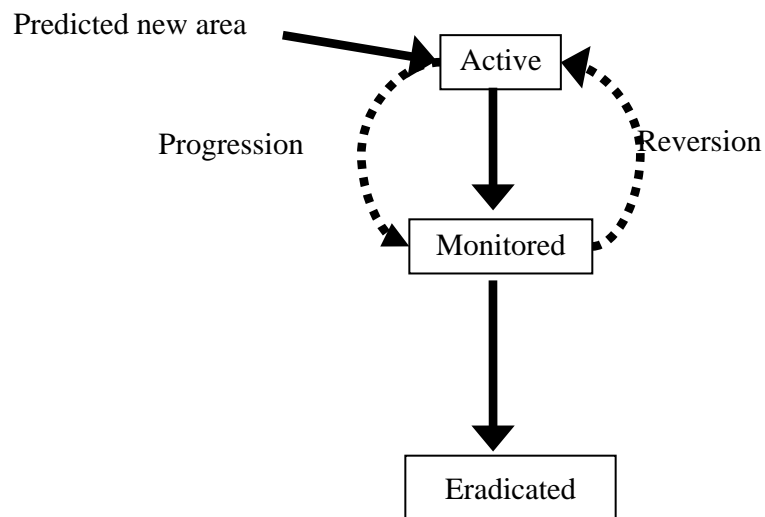 Predicted new area
Active
Progression
Reversion
Monitored
Eradicated